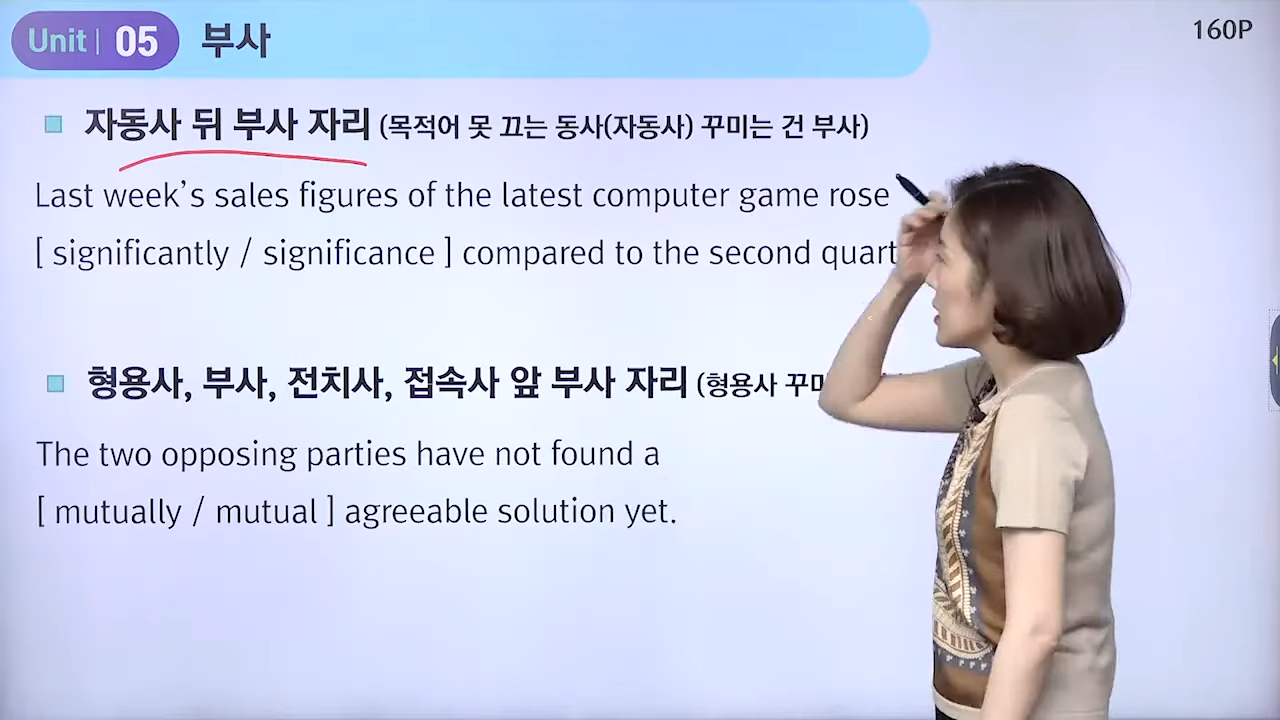 Unit 05 부사
160P
자동사 뒤 부사 자리 (목적어 못 끄는 동사(자동사) 꾸미는 건 부사)
Last week's sales figures of the latest computer game rose
[ significantly / significance ] compared to the second
형용사, 부사, 전치사, 접속사 앞 부사 자리 (형용사
The two opposing parties have not found a
[ mutually / mutual ] agreeable solution yet.